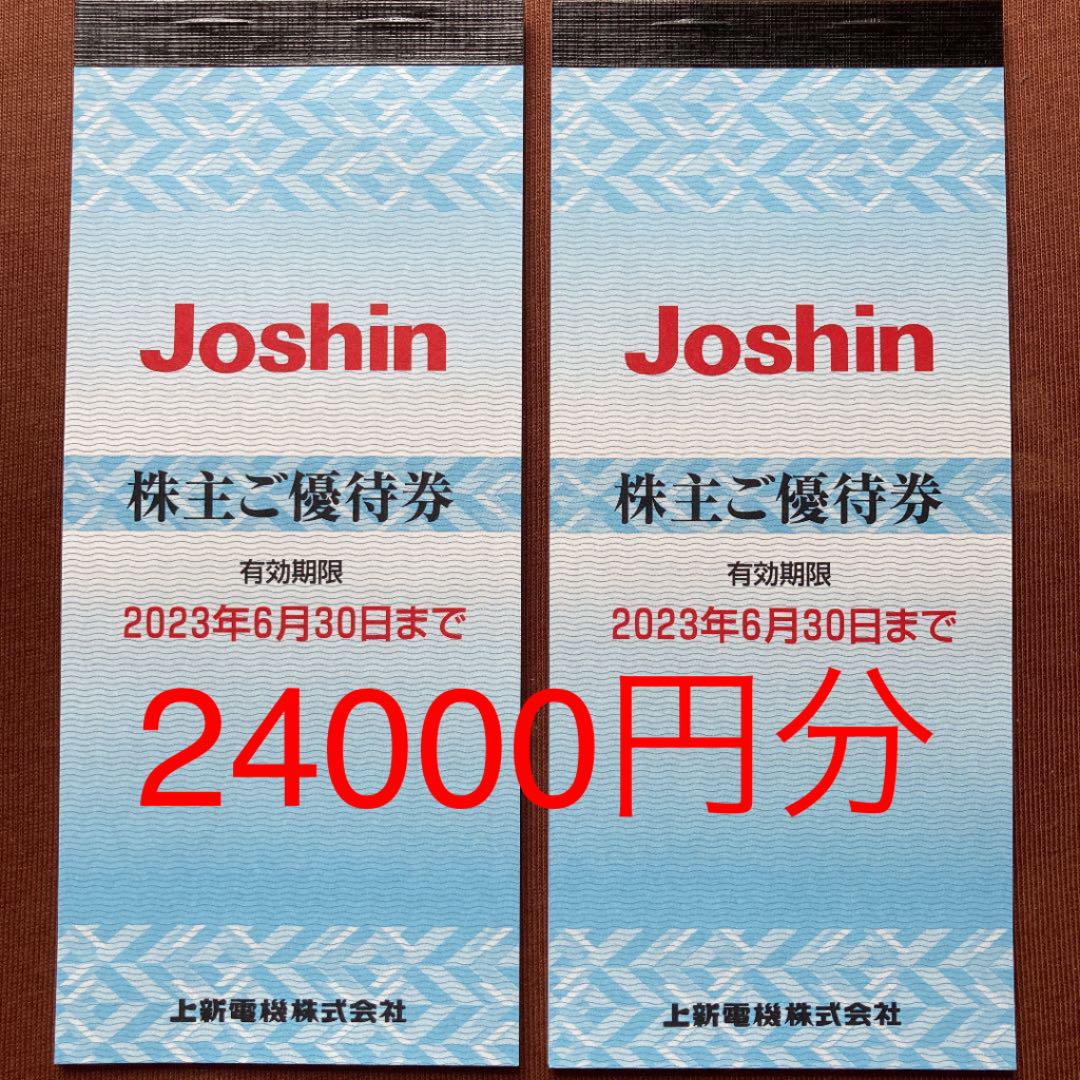 Joshin
株主ご優待券
有効期限
2023年6月30日まで
上新電機株式会社
Joshin
株主ご優待券
有効期限
2023年6月30日まで
上新電機株式会社
24000円分